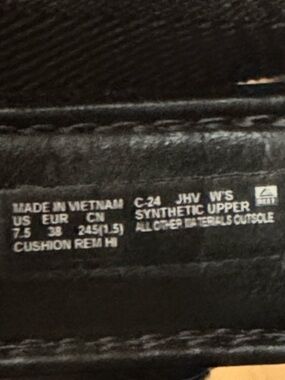 MADE IN VIETNAM
US EUR CN
7.5 38 245(1.5)
CUSHION REM HI
C-24 JHV W'S
SYNTHETIC UPPER
ALL OTHER MATERIALS OUTSOLE